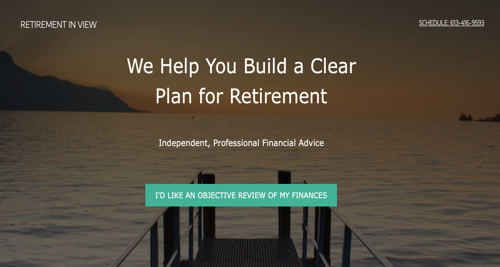 RETIREMENT IN VIEW
SCHEDULE: 613-416-9593
We Help You Build a Clear
Plan for Retirement
Independent, Professional Financial Advice
I'D LIKE AN OBJECTIVE REVIEW OF MY FINANCES